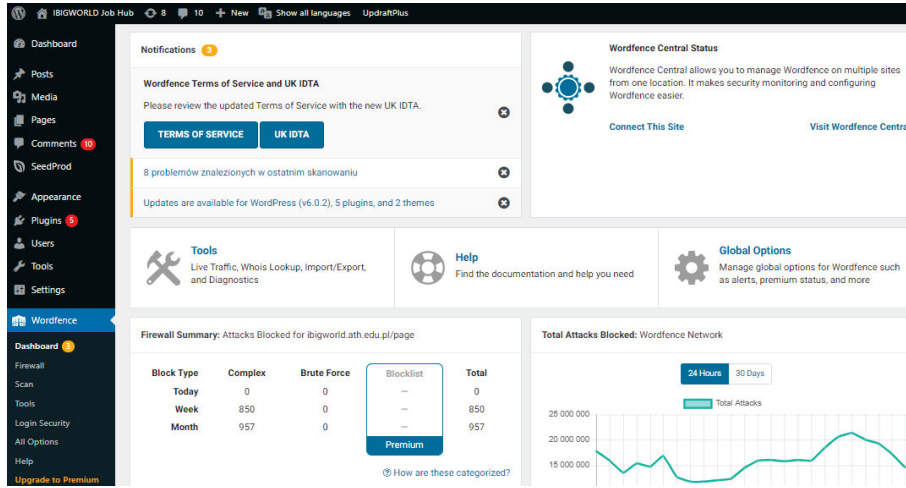 IBIGWORLD Job Hub 8 10 + New Show all languages UpdraftPlus
Dashboard
Posts
Media
Pages
Comments 10
SeedProd
Appearance
Plugins 5
Users
Tools
Settings
Wordfence
Dashboard 3
Firewall
Scan
Tools
Login Security
All Options
Help
Upgrade to Premium
Notifications 3
Wordfence Terms of Service and UK IDTA
Please review the updated Terms of Service with the new UK IDTA.
TERMS OF SERVICE UK IDTA
8 problemów znalezionych w ostatnim skanowaniu
Updates are available for WordPress (v6.0.2), 5 plugins, and 2 themes
Wordfence Central Status
Wordfence Central allows you to manage Wordfence on multiple sites
from one location. It makes security monitoring and configuring
Wordfence easier.
Connect This Site Visit Wordfence Centra
Tools
Live Traffic, Whois Lookup, Import/Export,
and Diagnostics
Help
Find the documentation and help you need
Global Options
Manage global options for Wordfence such
as alerts, premium status, and more
Firewall Summary: Attacks Blocked for ibigworld.ath.edu.pl/page
Block Type Complex Brute Force Blocklist Total
Today 0 0 — 0
Week 850 0 — 850
Month 957 0 — 957
Premium
How are these categorized?
Total Attacks Blocked: Wordfence Network
24 Hours 30 Days
Total Attacks
25 000 000
20 000 000
15 000 000